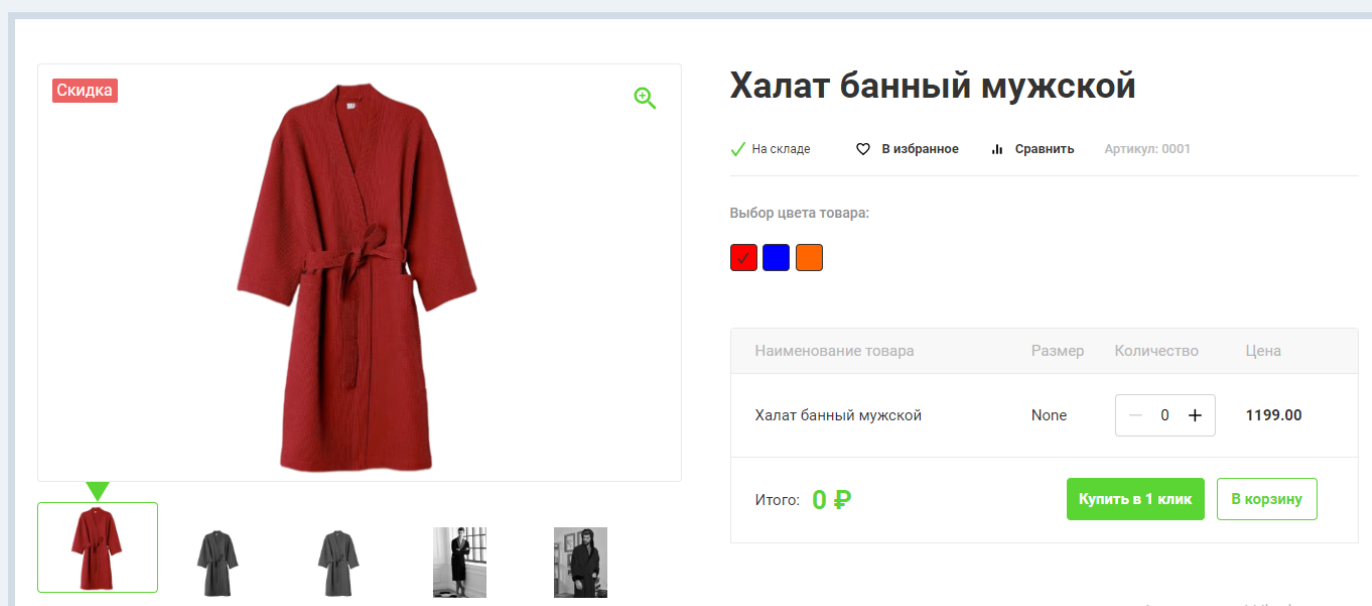 Скидка
Халат банный мужской
На складе В избранное Сравнить Артикул: 0001
Выбор цвета товара:
Наименование товара Размер Количество Цена
Халат банный мужской None 0 1199.00
Итого: 0 ₽ Купить в 1 клик В корзину